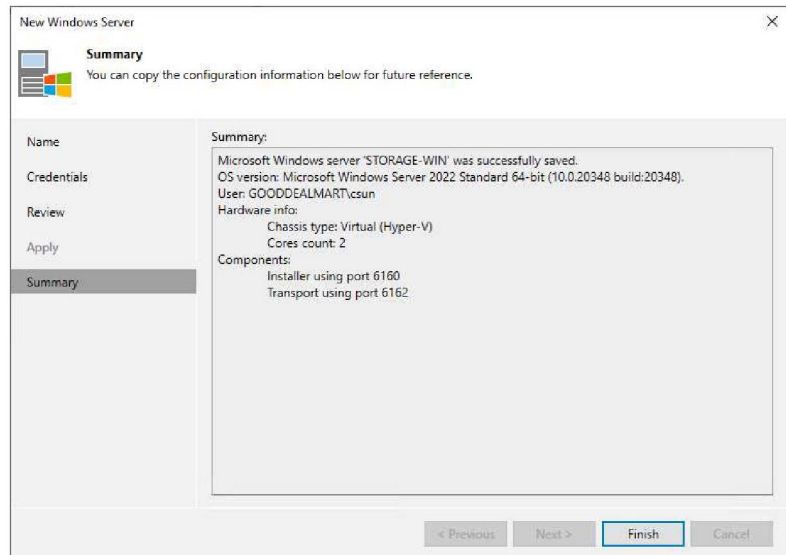 New Windows Server
Summary
You can copy the configuration information below for future reference.
Name
Credentials
Review
Apply
Summary
Summary:
Microsoft Windows server 'STORAGE-WIN' was successfully saved.
OS version: Microsoft Windows Server 2022 Standard 64-bit (10.0.20348 build:20348).
User: GOODDEALMART\csun
Hardware info:
Chassis type: Virtual (Hyper-V)
Cores count: 2
Components:
Installer using port 6160
Transport using port 6162
< Previous
Next >
Finish
Cancel